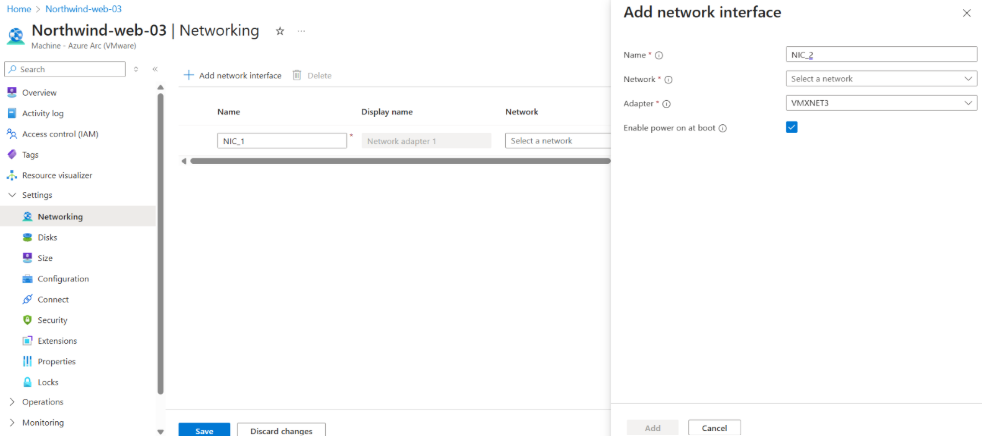 Home > Northwind-web-03
Northwind-web-03 | Networking ☆ ...
Machine - Azure Arc (VMware)
Search
Overview
Activity log
Access control (IAM)
Tags
Resource visualizer
Settings
Networking
Disks
Size
Configuration
Connect
Security
Extensions
Properties
Locks
Operations
Monitoring
+ Add network interface Delete
Name Display name Network
NIC_1 * Network adapter 1 Select a network
Save Discard changes
Add network interface
Name * NIC_2
Network * Select a network
Adapter * VMXNET3
Enable power on at boot
Add Cancel